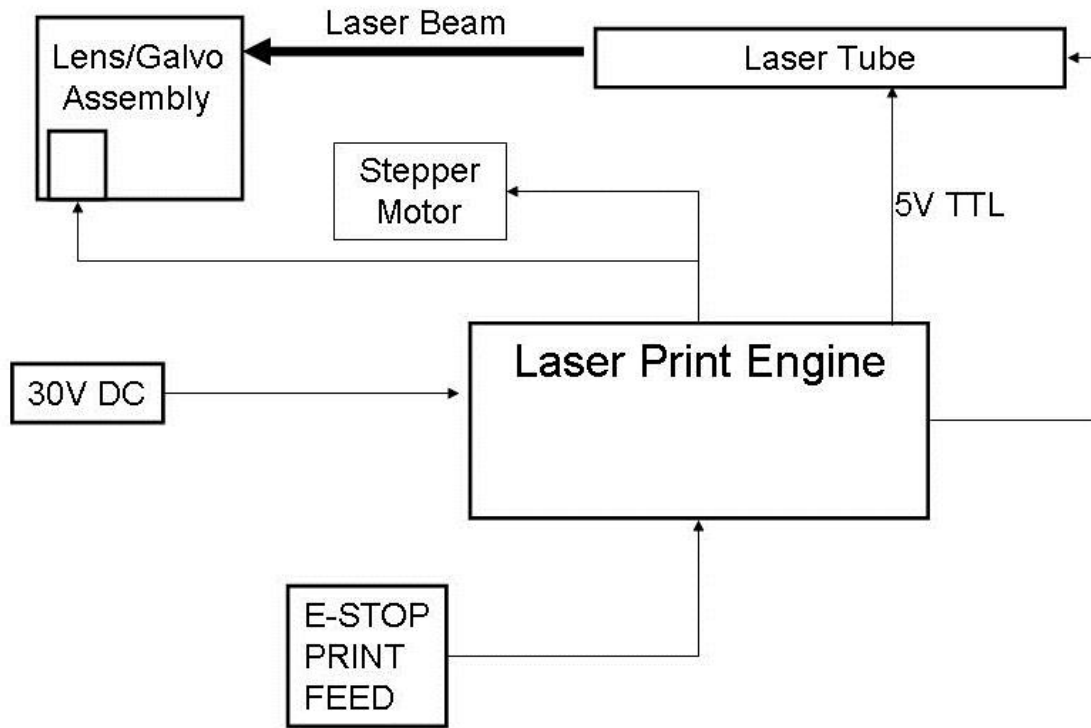 Laser Beam
Lens/Galvo
Assembly
Laser Tube
Stepper
Motor
5V TTL
Laser Print Engine
30V DC
E-STOP
PRINT
FEED